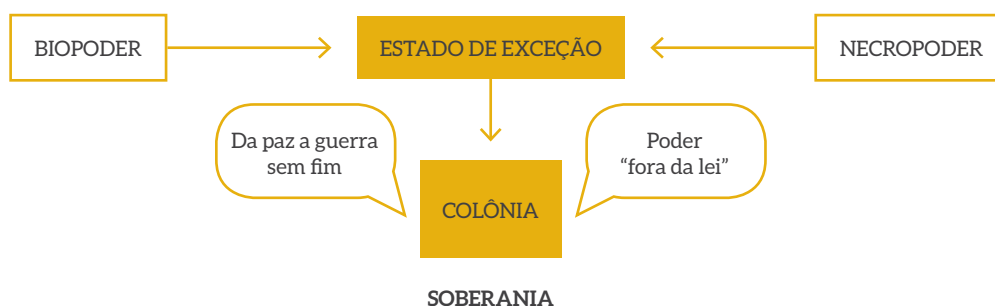 BIOPODER
ESTADO DE EXCEÇÃO
NECROPODER
Da paz a guerra
sem fim
Poder
“fora da lei”
COLÔNIA
SOBERANIA